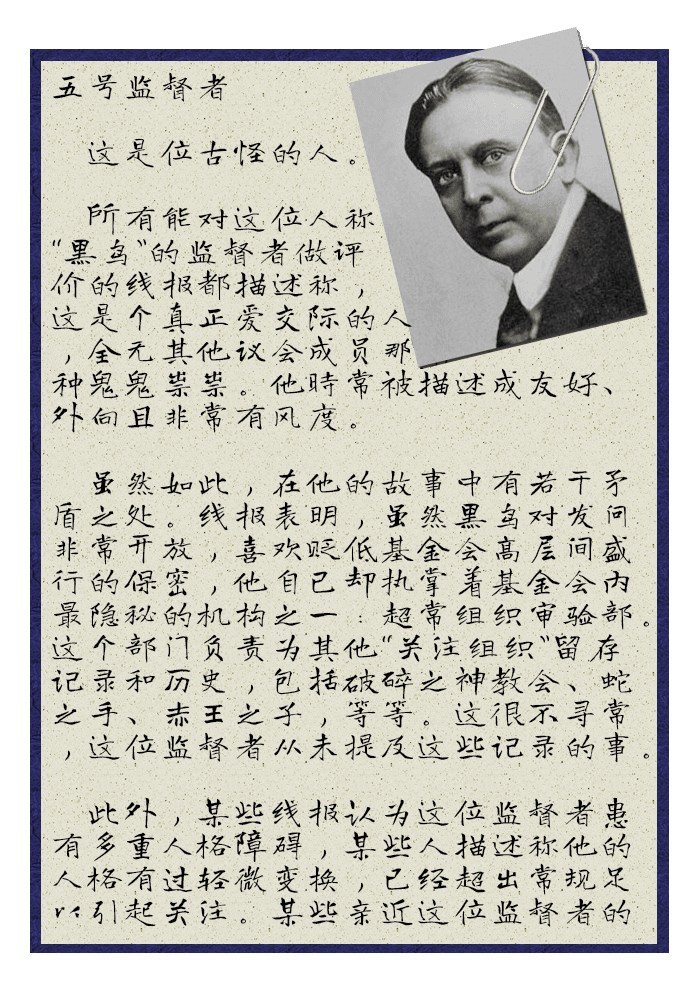 五号监督者
这是位古怪的人。
所有能对这位人称
“黑鸟”的监督者做评
价的线报都描述称，
这是个真正爱交际的人
，全无其他议会成员那
种鬼鬼祟祟。他時常被描述成友好、
外向且非常有风度。
虽然如此，在他的故事中有若干矛
盾之处。线报表明，虽然黑鸟对发问
非常开放，喜欢贬低基金会高层间盛
行的保密，他自已却执掌着基金会内
最隐秘的机构之一：超常组织审验部。
这个部门负责为其他“关注组织”留存
记录和历史，包括破碎之神教会、蛇
之手、赤王之子，等等。这很不寻常
，这位监督者从未提及这些记录的事。
此外，某些线报认为这位监督者患
有多重人格障碍，某些人描述称他的
人格有过轻微变换，已经超出常规足
以引起关注。某些亲近这位监督者的